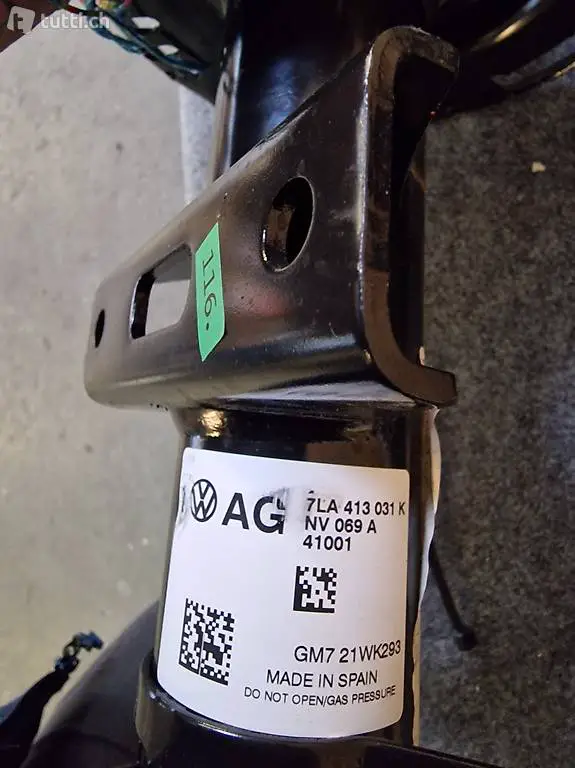 tutti.ch
116.
VW AG
7LA 413 031 K
NV 069 A
41001
GM7 21WK293
MADE IN SPAIN
DO NOT OPEN/GAS PRESSURE